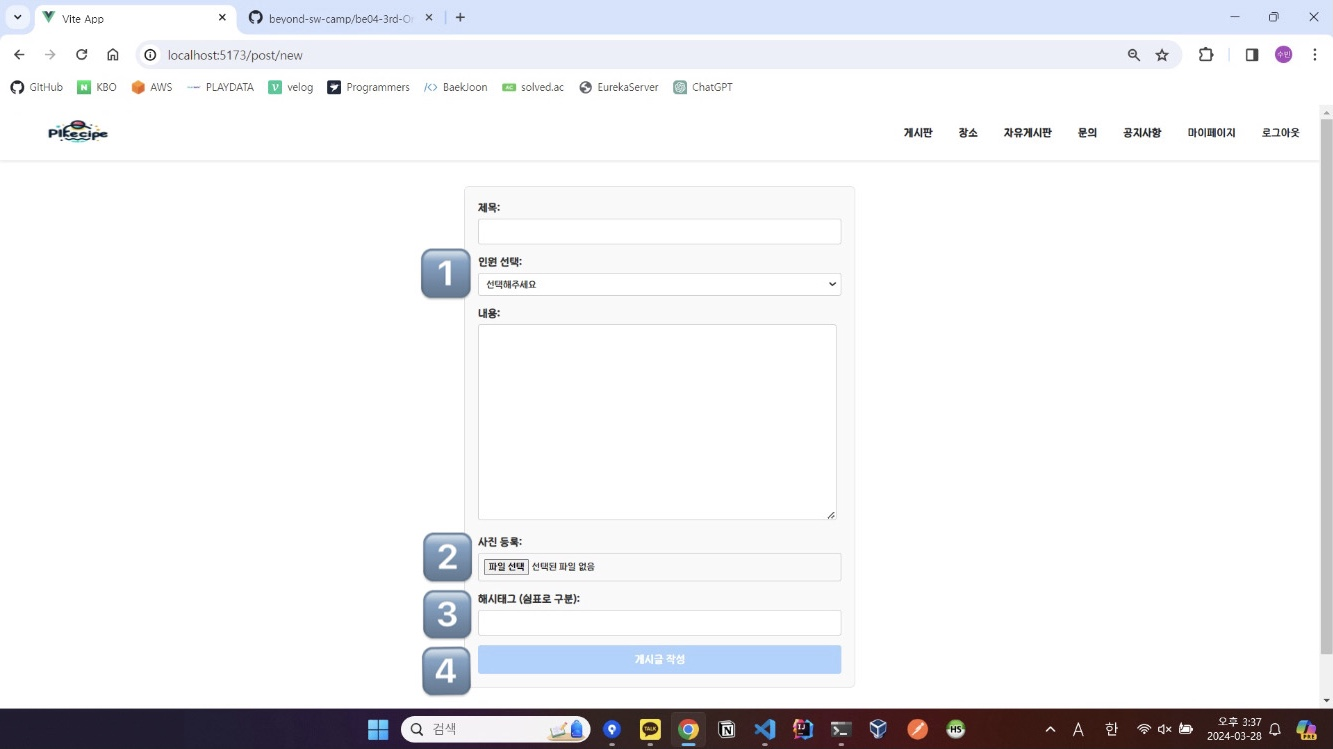 Vite App
beyond-sw-camp/be04-3rd-Or
localhost:5173/post/new
수민
GitHub KBO AWS PLAYDATA velog Programmers BaekJoon solved.ac EurekaServer ChatGPT
게시판 장소 자유게시판 문의 공지사항 마이페이지 로그아웃
제목:
1
인원 선택:
선택해주세요
내용:
2
사진 등록:
파일 선택 선택된 파일 없음
3
해시태그 (쉼표로 구분):
4
게시글 작성
검색
TALK
A 한
오후 3:37
2024-03-28
PRE